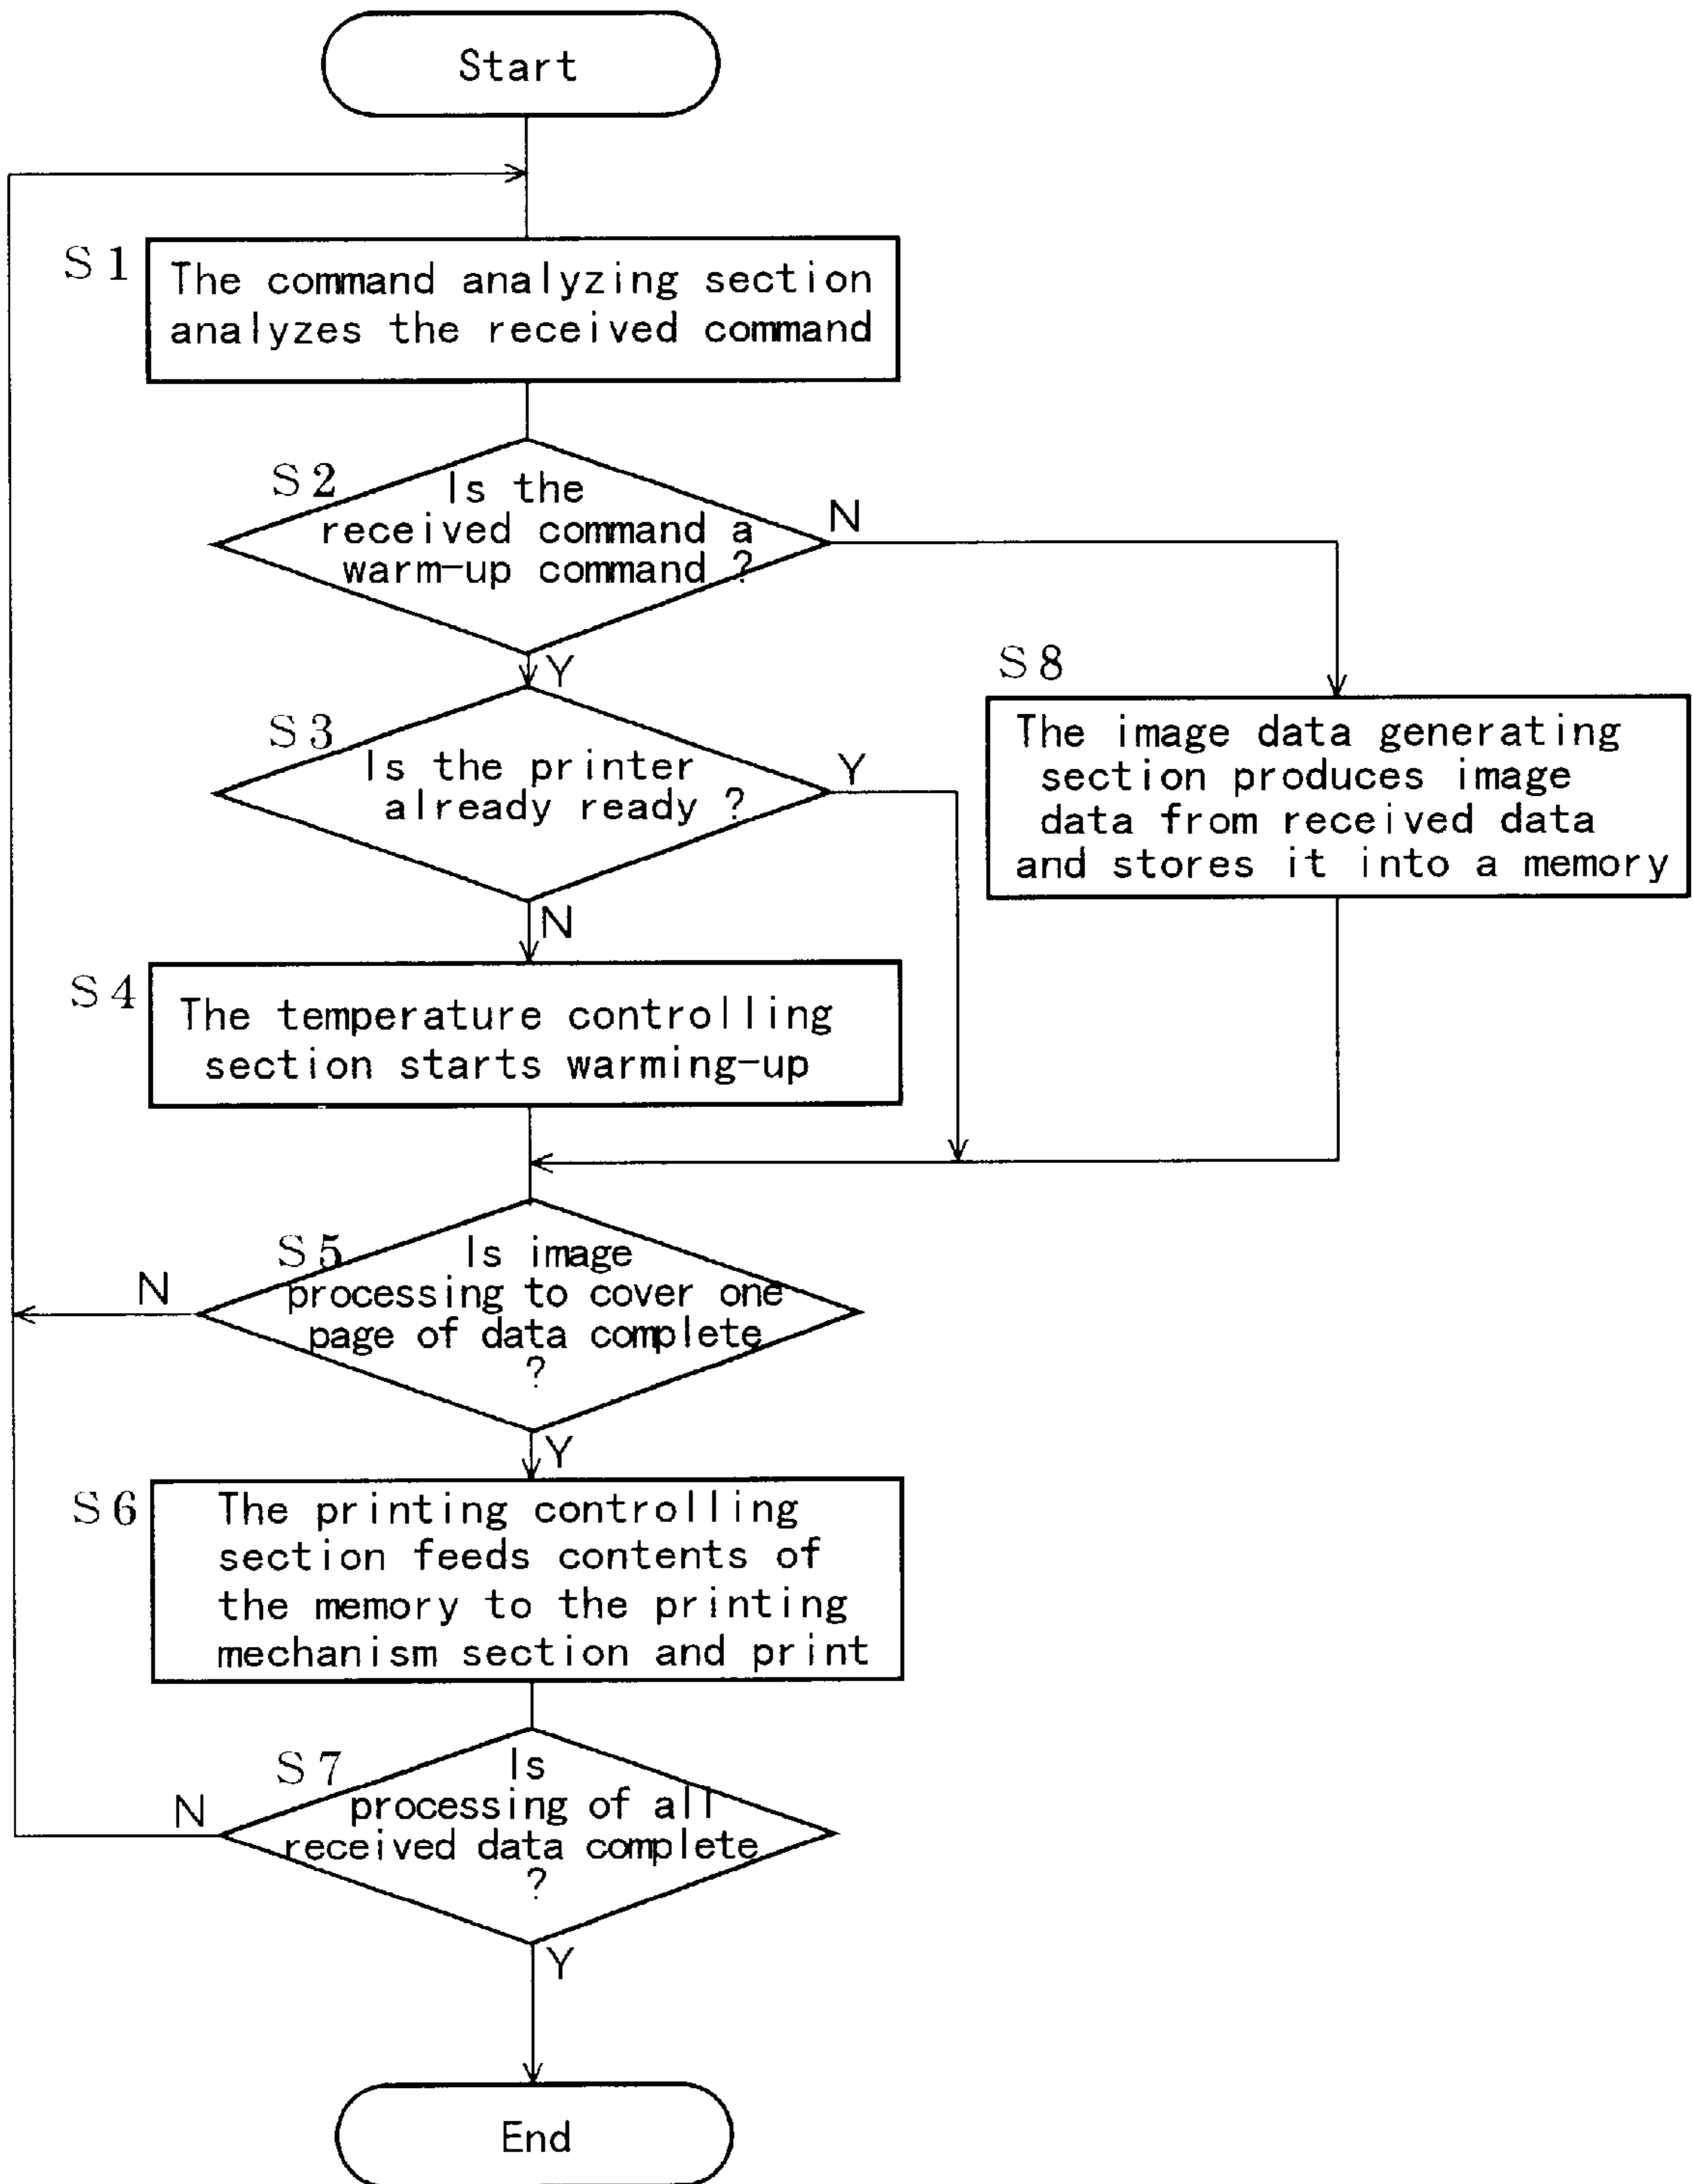 Start
S1
The command analyzing section
analyzes the received command
S2
Is the
received command a
warm-up command ?
N
Y
S8
The image data generating
section produces image
data from received data
and stores it into a memory
S3
Is the printer
already ready ?
Y
N
S4
The temperature controlling
section starts warming-up
S5
Is image
processing to cover one
page of data complete
?
N
Y
S6
The printing controlling
section feeds contents of
the memory to the printing
mechanism section and print
S7
Is
processing of all
received data complete
?
N
Y
End